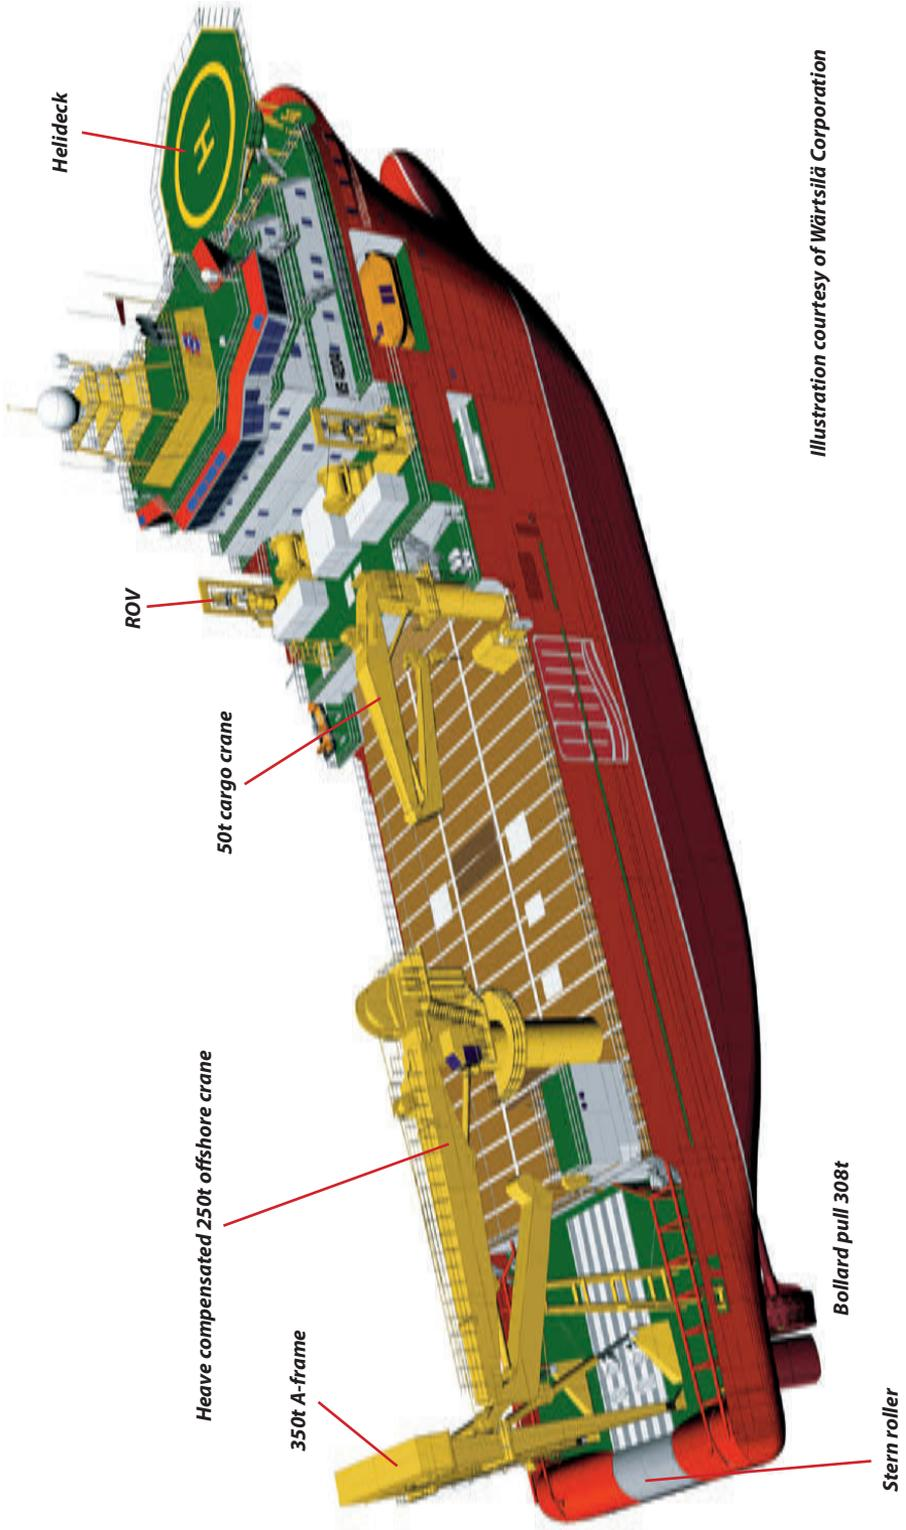 Helideck
ROV
50t cargo crane
Heave compensated 250t offshore crane
350t A-frame
Stern roller
Bollard pull 308t
Illustration courtesy of Wärtsilä Corporation
H